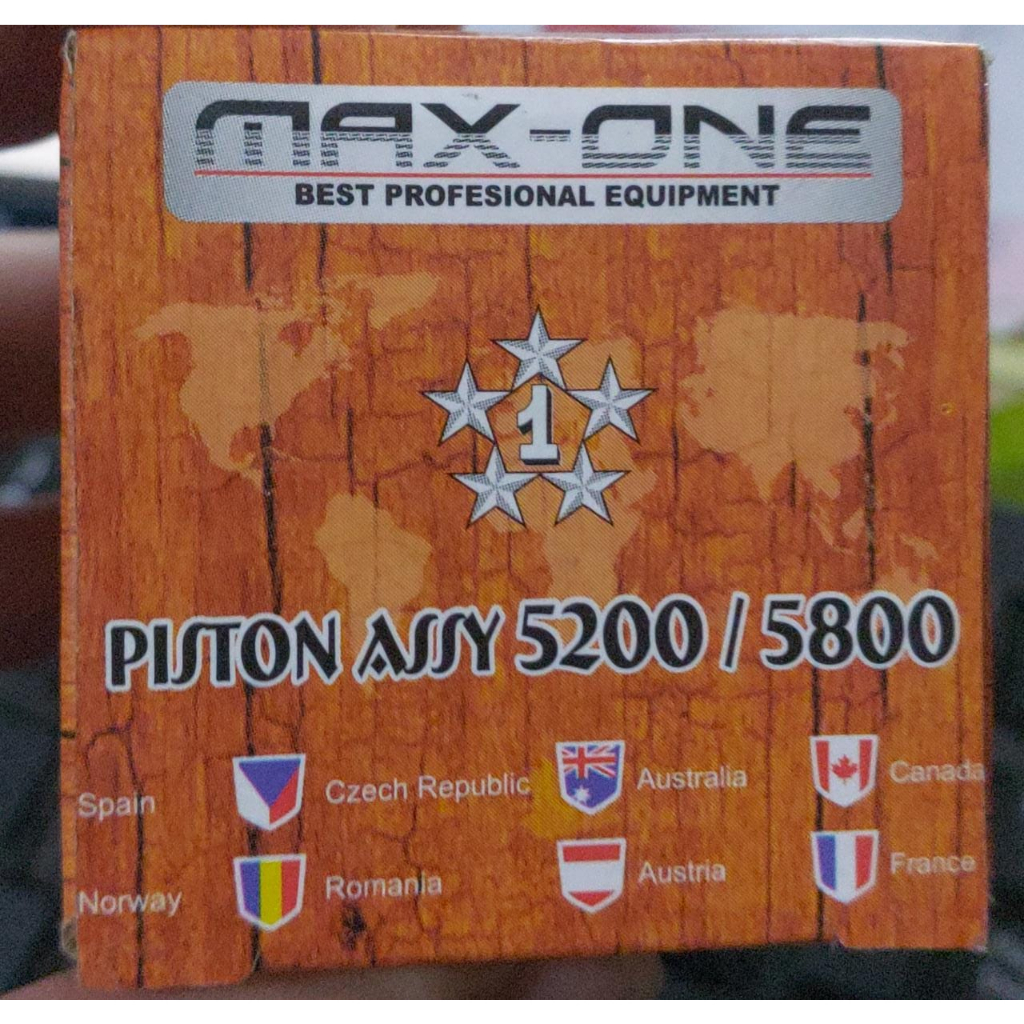 MAX-ONE
BEST PROFESIONAL EQUIPMENT
1
PISTON ASSY 5200 / 5800
Spain Czech Republic Australia Canada
Norway Romania Austria France